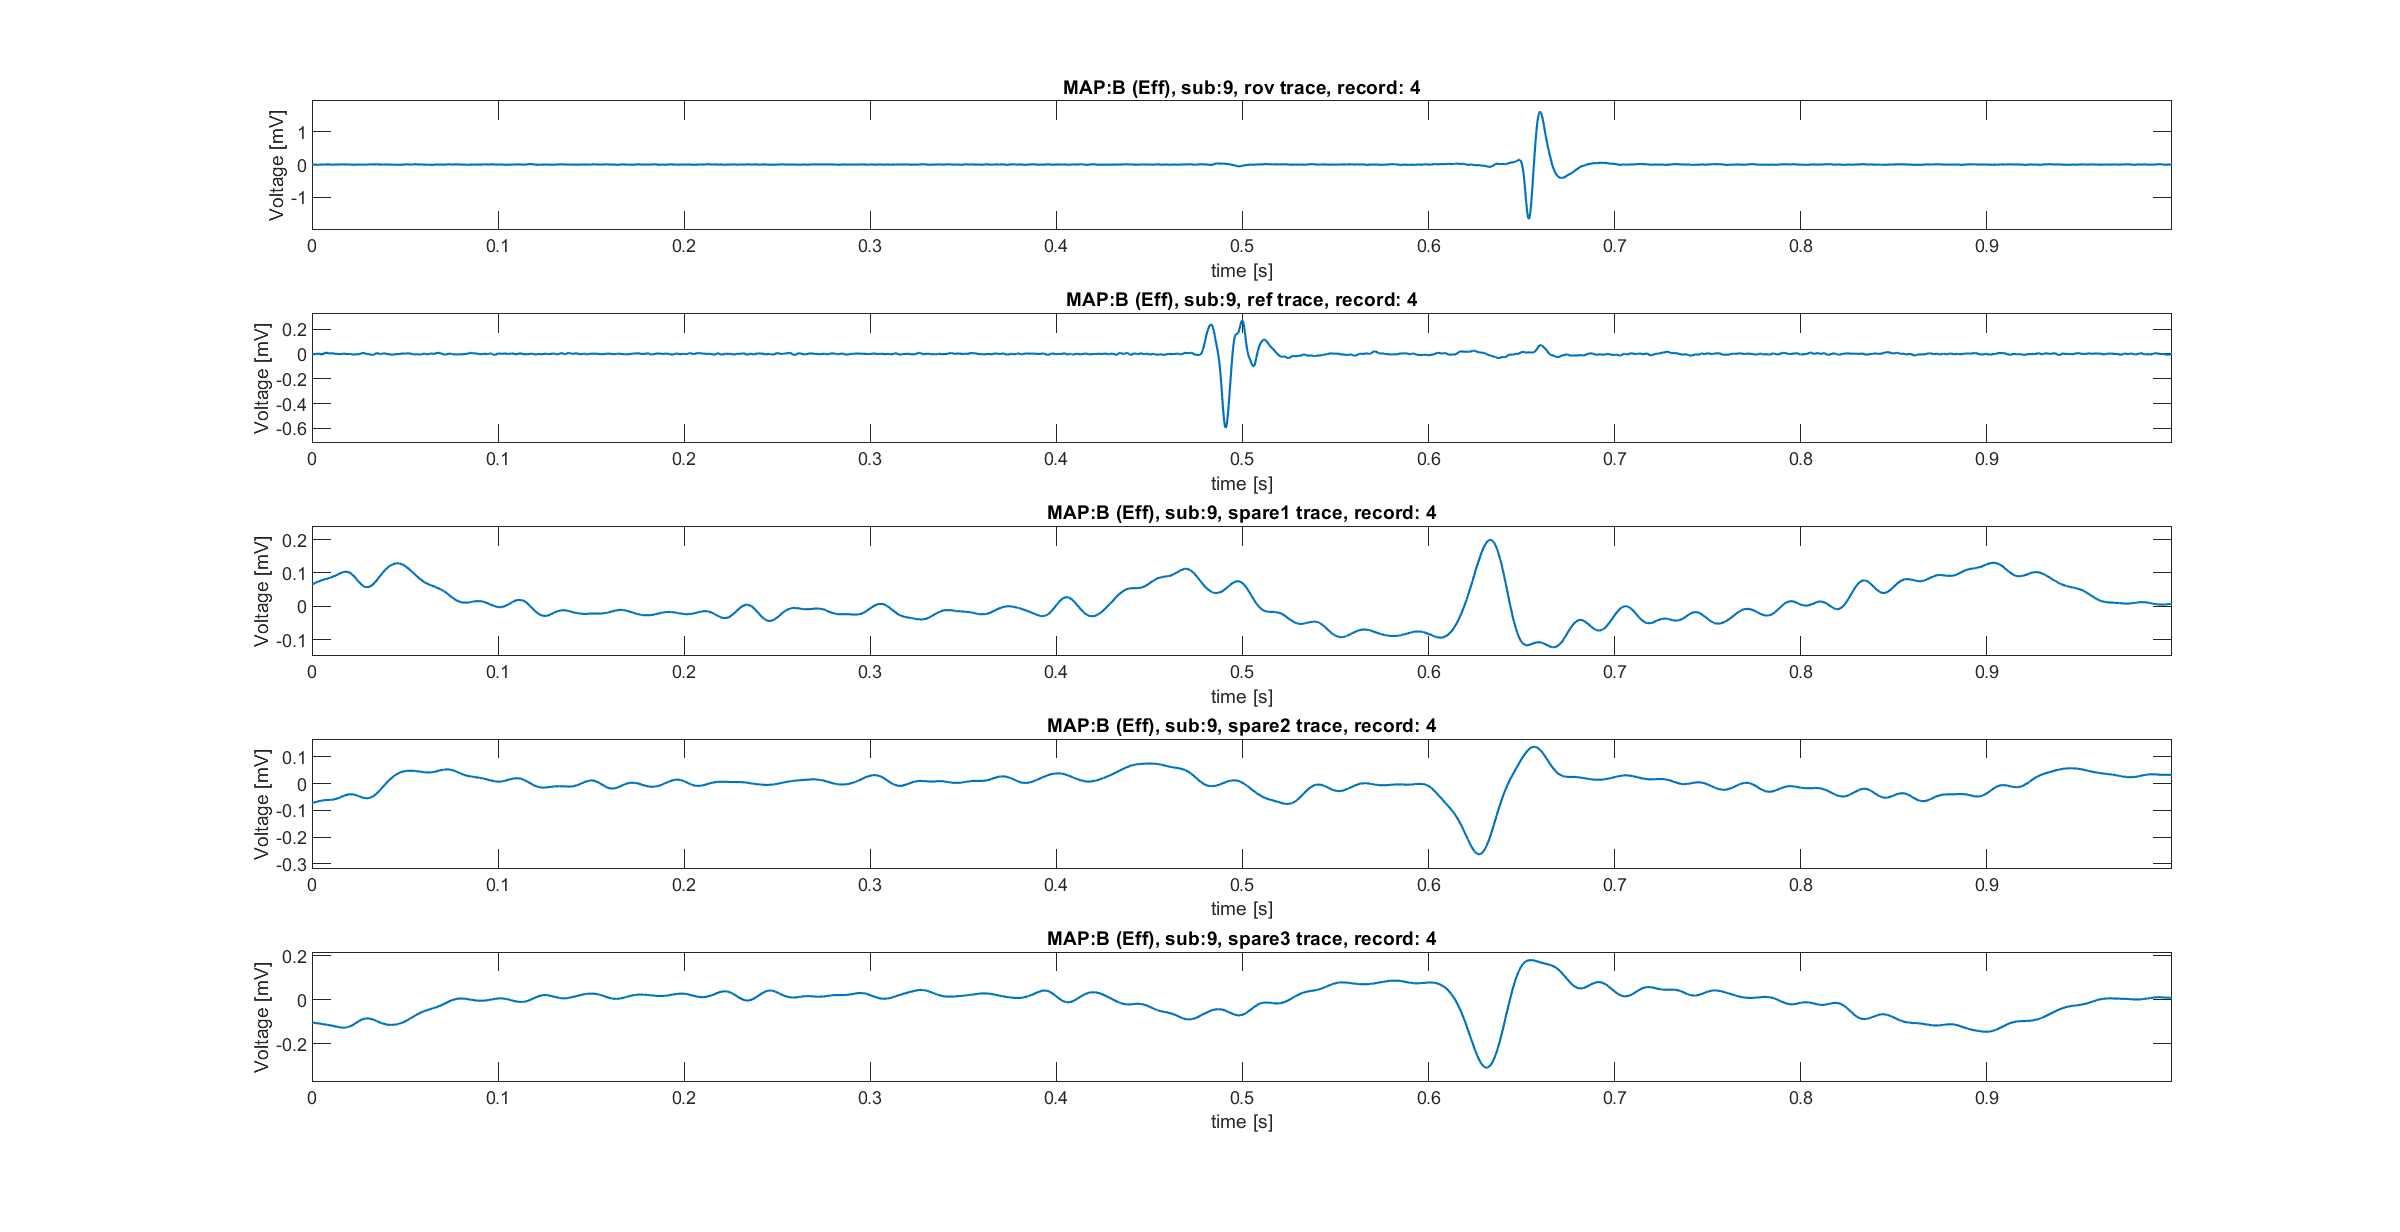 MAP:B (Eff), sub:9, rov trace, record: 4
Voltage [mV]
1
0
-1
0 0.1 0.2 0.3 0.4 0.5 0.6 0.7 0.8 0.9
time [s]
MAP:B (Eff), sub:9, ref trace, record: 4
Voltage [mV]
0.2
0
-0.2
-0.4
-0.6
0 0.1 0.2 0.3 0.4 0.5 0.6 0.7 0.8 0.9
time [s]
MAP:B (Eff), sub:9, spare1 trace, record: 4
Voltage [mV]
0.2
0.1
0
-0.1
0 0.1 0.2 0.3 0.4 0.5 0.6 0.7 0.8 0.9
time [s]
MAP:B (Eff), sub:9, spare2 trace, record: 4
Voltage [mV]
0.1
0
-0.1
-0.2
-0.3
0 0.1 0.2 0.3 0.4 0.5 0.6 0.7 0.8 0.9
time [s]
MAP:B (Eff), sub:9, spare3 trace, record: 4
Voltage [mV]
0.2
0
-0.2
0 0.1 0.2 0.3 0.4 0.5 0.6 0.7 0.8 0.9
time [s]